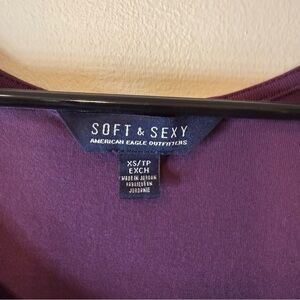 SOFT & SEXY
AMERICAN EAGLE OUTFITTERS
XS/TP
EXCH
MADE IN JORDAN
FABRIQUÉ EN
JORDANIE